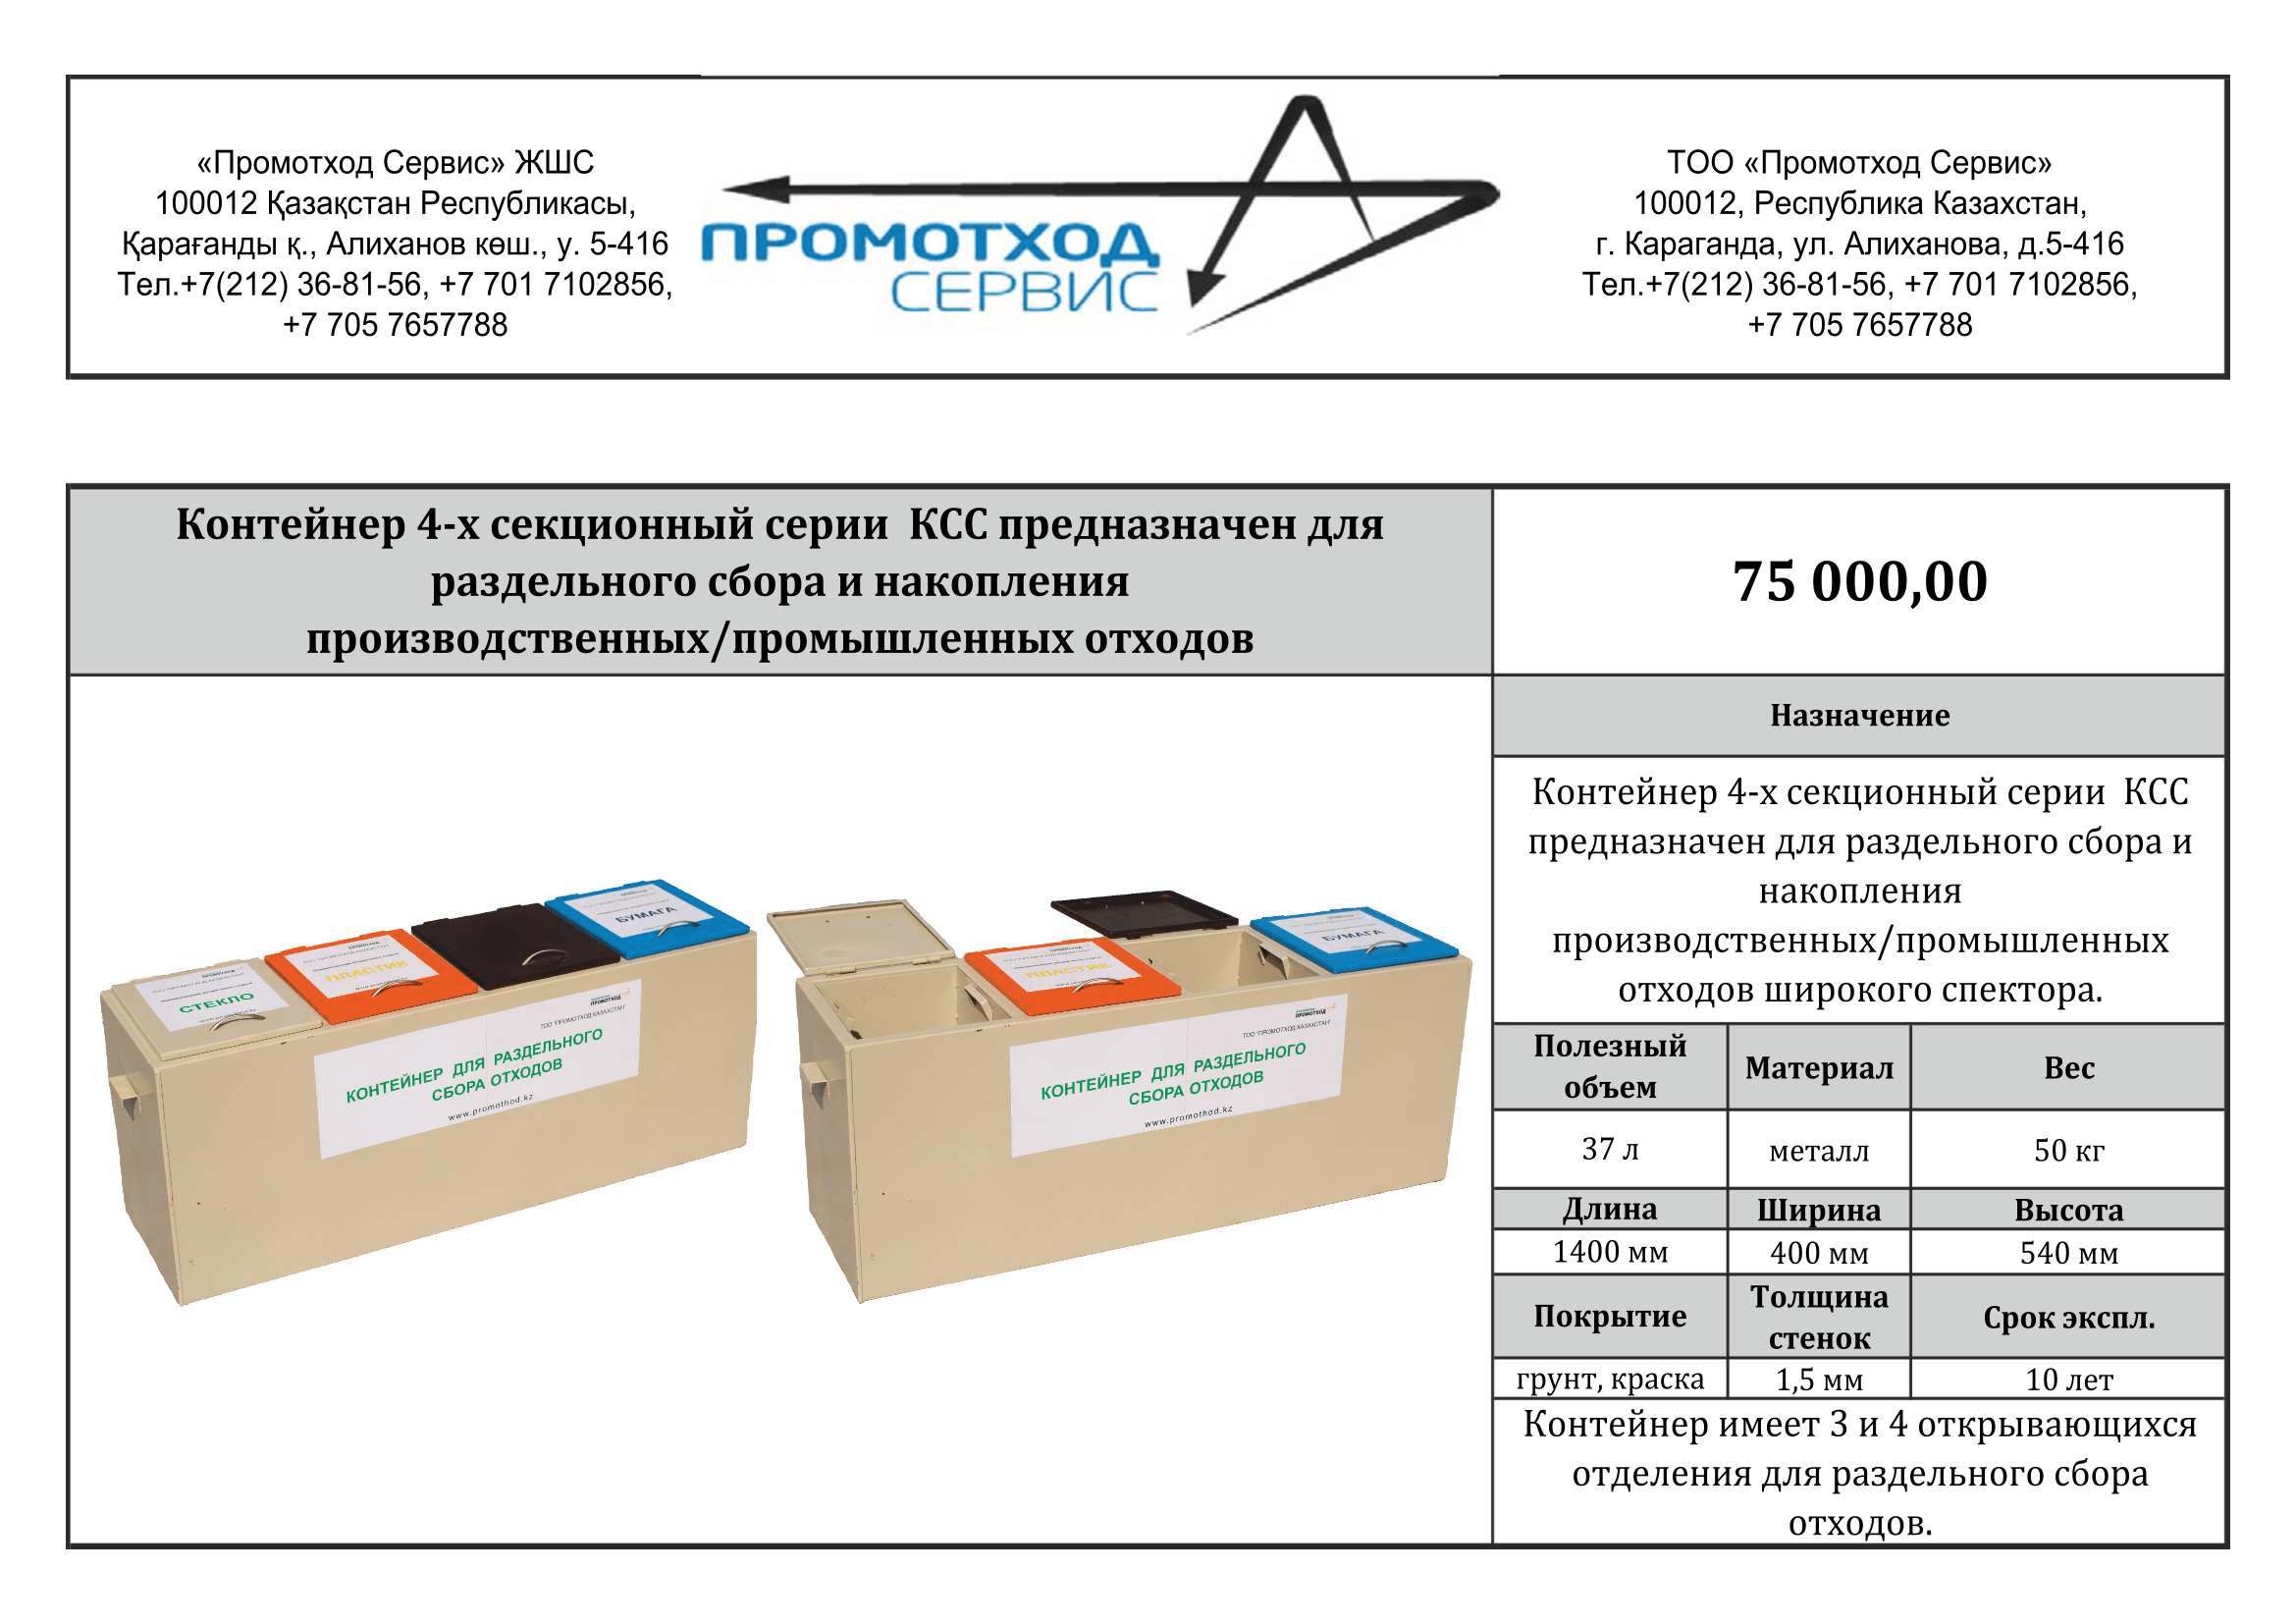 «Промотход Сервис» ЖШС
100012 Қазақстан Республикасы,
Қарағанды қ., Алиханов көш., у. 5-416
Тел.+7(212) 36-81-56, +7 701 7102856,
+7 705 7657788
ПРОМОТХОД
СЕРВИС
ТОО «Промотход Сервис»
100012, Республика Казахстан,
г. Караганда, ул. Алиханова, д.5-416
Тел.+7(212) 36-81-56, +7 701 7102856,
+7 705 7657788
Контейнер 4-х секционный серии КСС предназначен для
раздельного сбора и накопления
производственных/промышленных отходов
75 000,00
СТЕКЛО
ПЛАСТИК
БУМАГА
ПРОМОТХОД
ТОО "ПРОМОТХОД КАЗАХСТАН"
КОНТЕЙНЕР ДЛЯ РАЗДЕЛЬНОГО
СБОРА ОТХОДОВ
www.promothod.kz
ПЛАСТИК
БУМАГА
ПРОМОТХОД
ТОО "ПРОМОТХОД КАЗАХСТАН"
КОНТЕЙНЕР ДЛЯ РАЗДЕЛЬНОГО
СБОРА ОТХОДОВ
www.promothod.kz
Назначение
Контейнер 4-х секционный серии КСС
предназначен для раздельного сбора и
накопления
производственных/промышленных
отходов широкого спектора.
Полезный
объем
Материал
Вес
37 л
металл
50 кг
Длина
Ширина
Высота
1400 мм
400 мм
540 мм
Покрытие
Толщина
стенок
Срок экспл.
грунт, краска
1,5 мм
10 лет
Контейнер имеет 3 и 4 открывающихся
отделения для раздельного сбора
отходов.